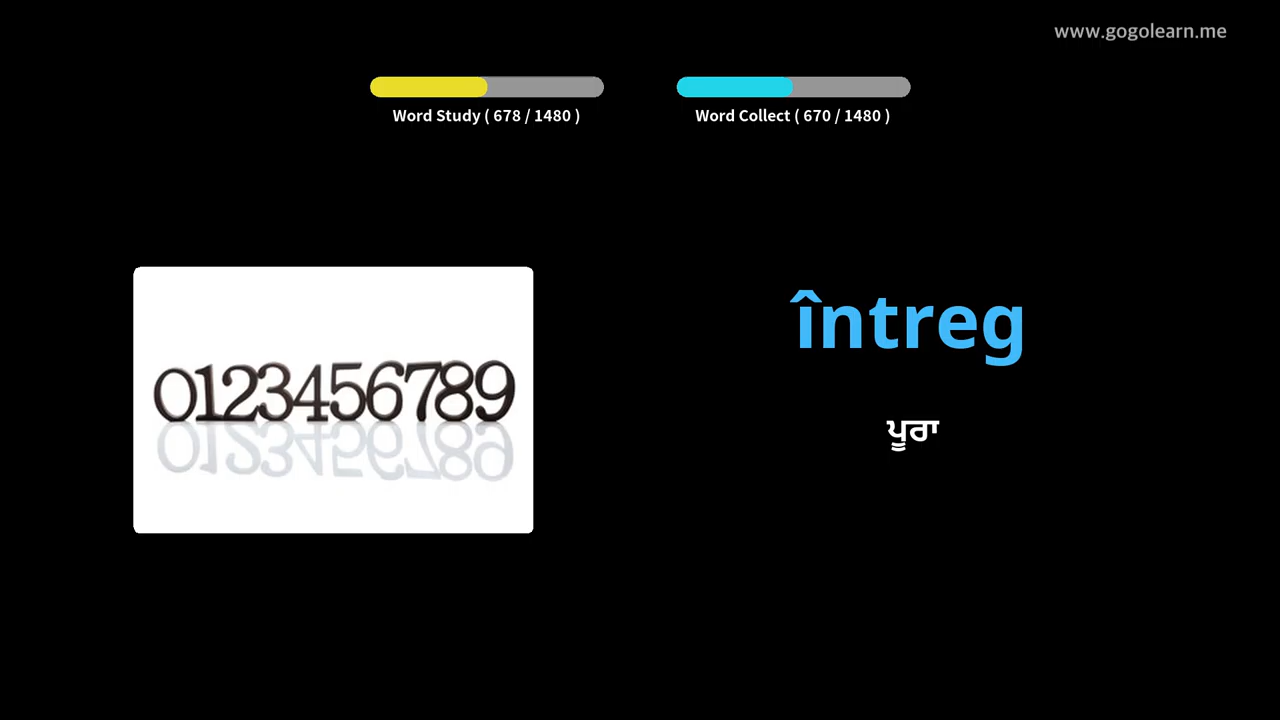 www.gogolearn.me
Word Study ( 678 / 1480 )
Word Collect ( 670 / 1480 )
0123456789
întreg
ਪੂਰਾ